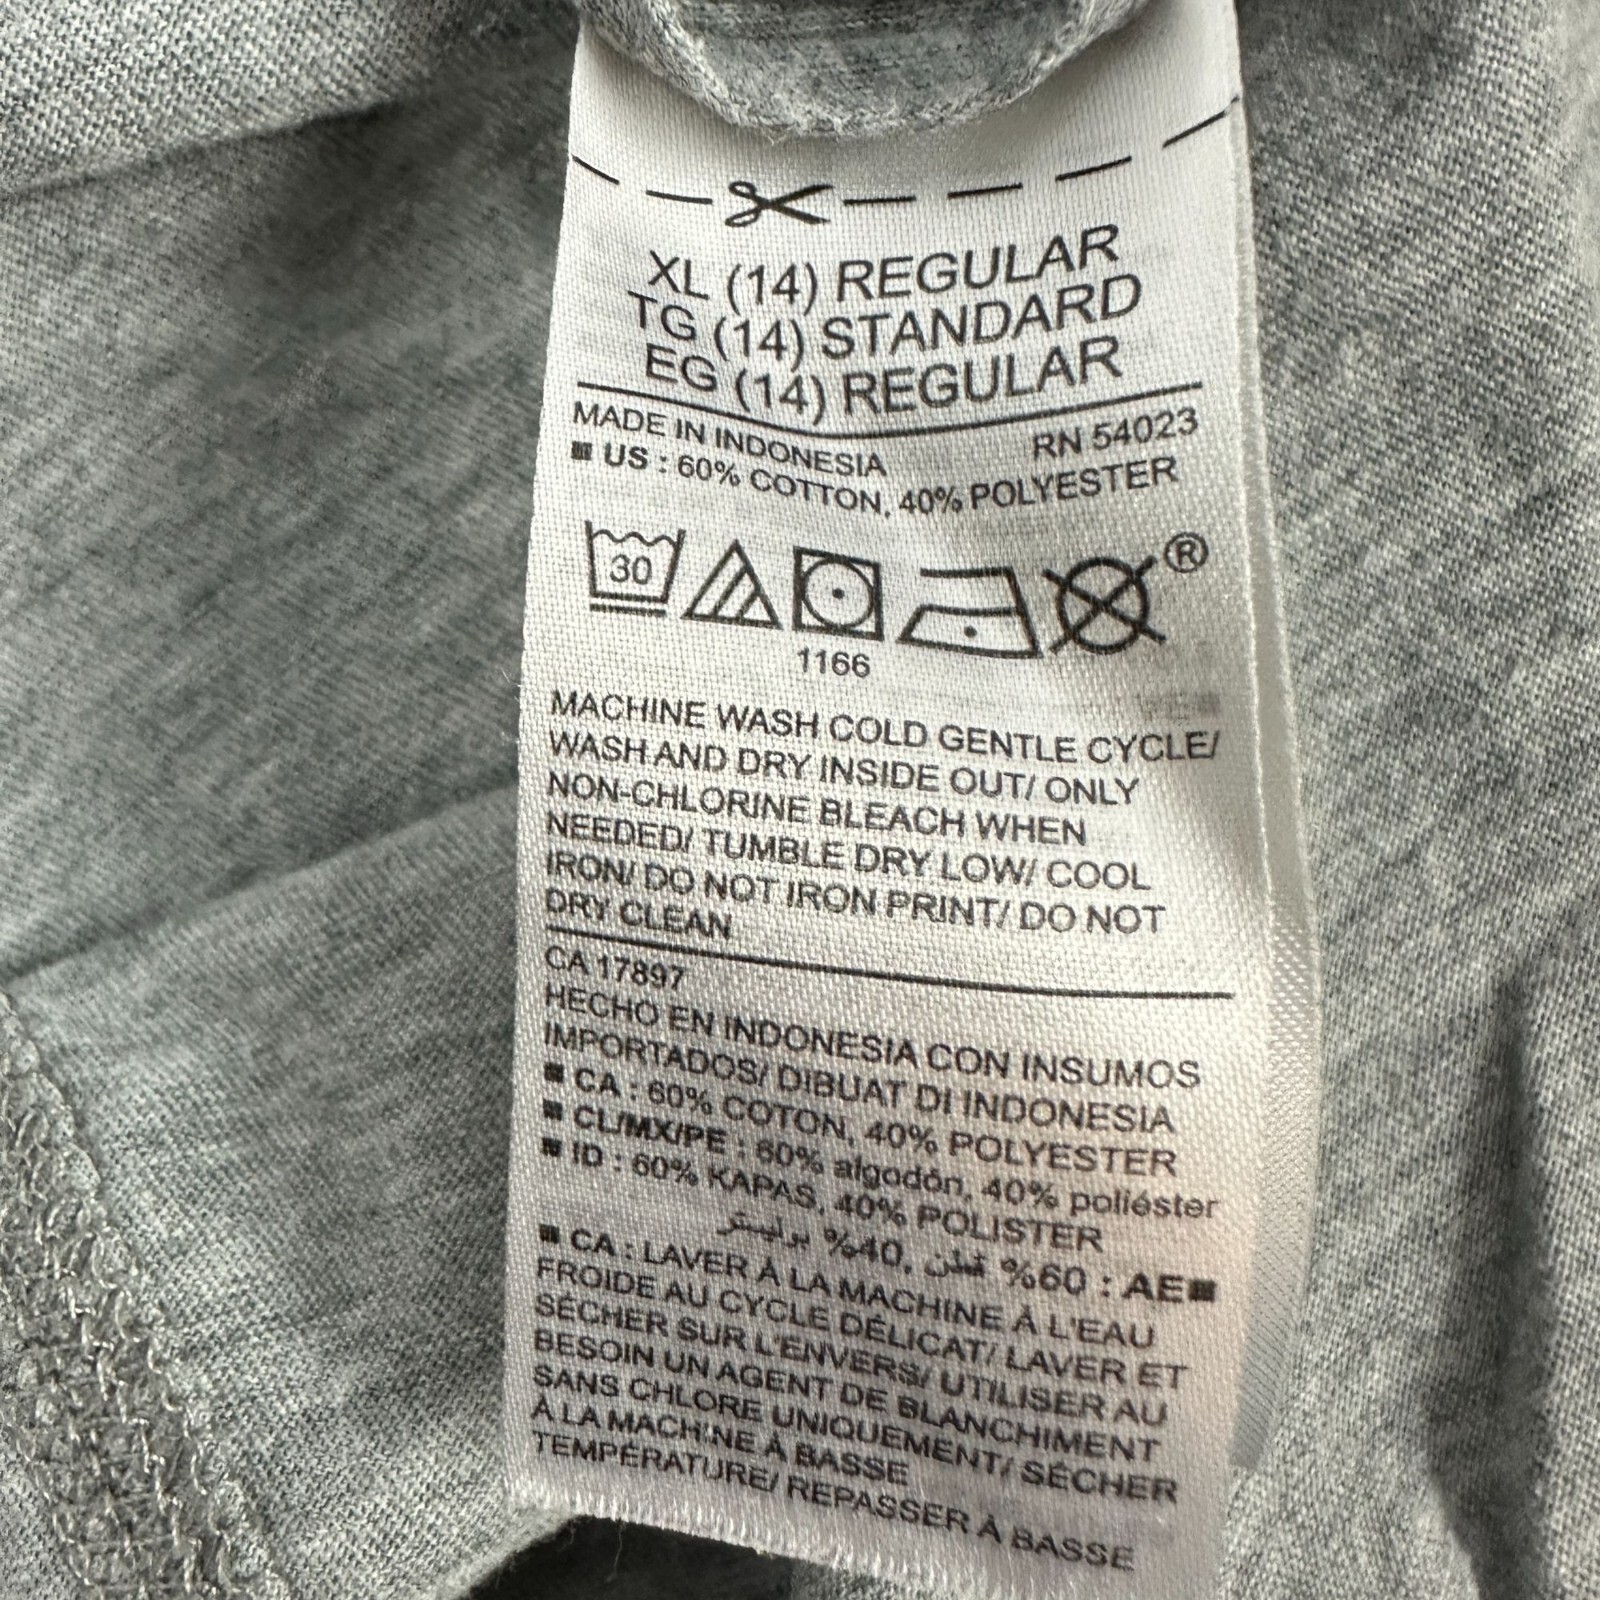 XL (14) REGULAR
TG (14) STANDARD
EG (14) REGULAR
MADE IN INDONESIA RN 54023
■ US : 60% COTTON, 40% POLYESTER
30 ®
1166
MACHINE WASH COLD GENTLE CYCLE/
WASH AND DRY INSIDE OUT/ ONLY
NON-CHLORINE BLEACH WHEN
NEEDED/ TUMBLE DRY LOW/ COOL
IRON/ DO NOT IRON PRINT/ DO NOT
DRY CLEAN
CA 17897
HECHO EN INDONESIA CON INSUMOS
IMPORTADOS/ DIBUAT DI INDONESIA
■ CA : 60% COTON, 40% POLYESTER
■ CL/MX/PE : 60% algodón, 40% poliéster
■ ID : 60% KAPAS, 40% POLISTER
■AE : 60% قطن, 40% بوليستر
■ CA : LAVER À LA MACHINE À L'EAU
FROIDE AU CYCLE DÉLICAT/ LAVER ET
SÉCHER SUR L'ENVERS/ UTILISER AU
BESOIN UN AGENT DE BLANCHIMENT
SANS CHLORE UNIQUEMENT/ SÉCHER
À LA MACHINE À BASSE
TEMPÉRATURE/ REPASSER À BASSE